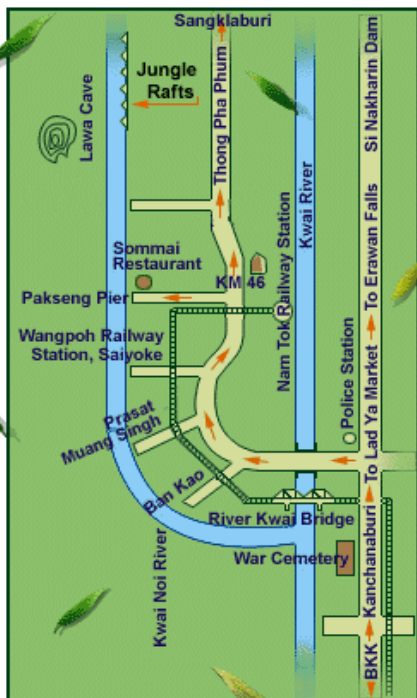 Sangklaburi
Jungle
Rafts
Lawa Cave
Thong Pha Phum
Kwai River
Si Nakharin Dam
To Erawan Falls
Sommai
Restaurant
KM 46
Pakseng Pier
Nam Tok Railway Station
Wangpoh Railway
Station, Saiyoke
Police Station
To Lad Ya Market
Prasat
Muang Singh
Ban Kao
River Kwai Bridge
Kanchanaburi
War Cemetery
Kwai Noi River
BKK